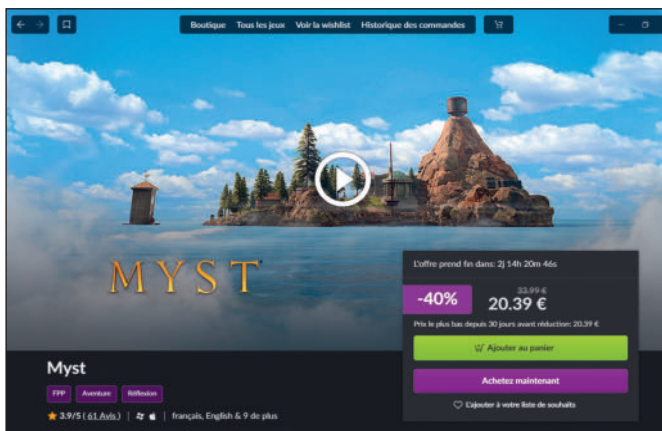 Boutique Tous les jeux Voir la wishlist Historique des commandes
MYST
L'offre prend fin dans: 2j 14h 20m 46s
-40%
33.99 €
20.39 €
Prix le plus bas depuis 30 jours avant réduction: 20.39 €
Ajouter au panier
Achetez maintenant
L'ajouter à votre liste de souhaits
Myst
FPP Aventure Réflexion
3.9/5 ( 61 Avis ) | français, English & 9 de plus